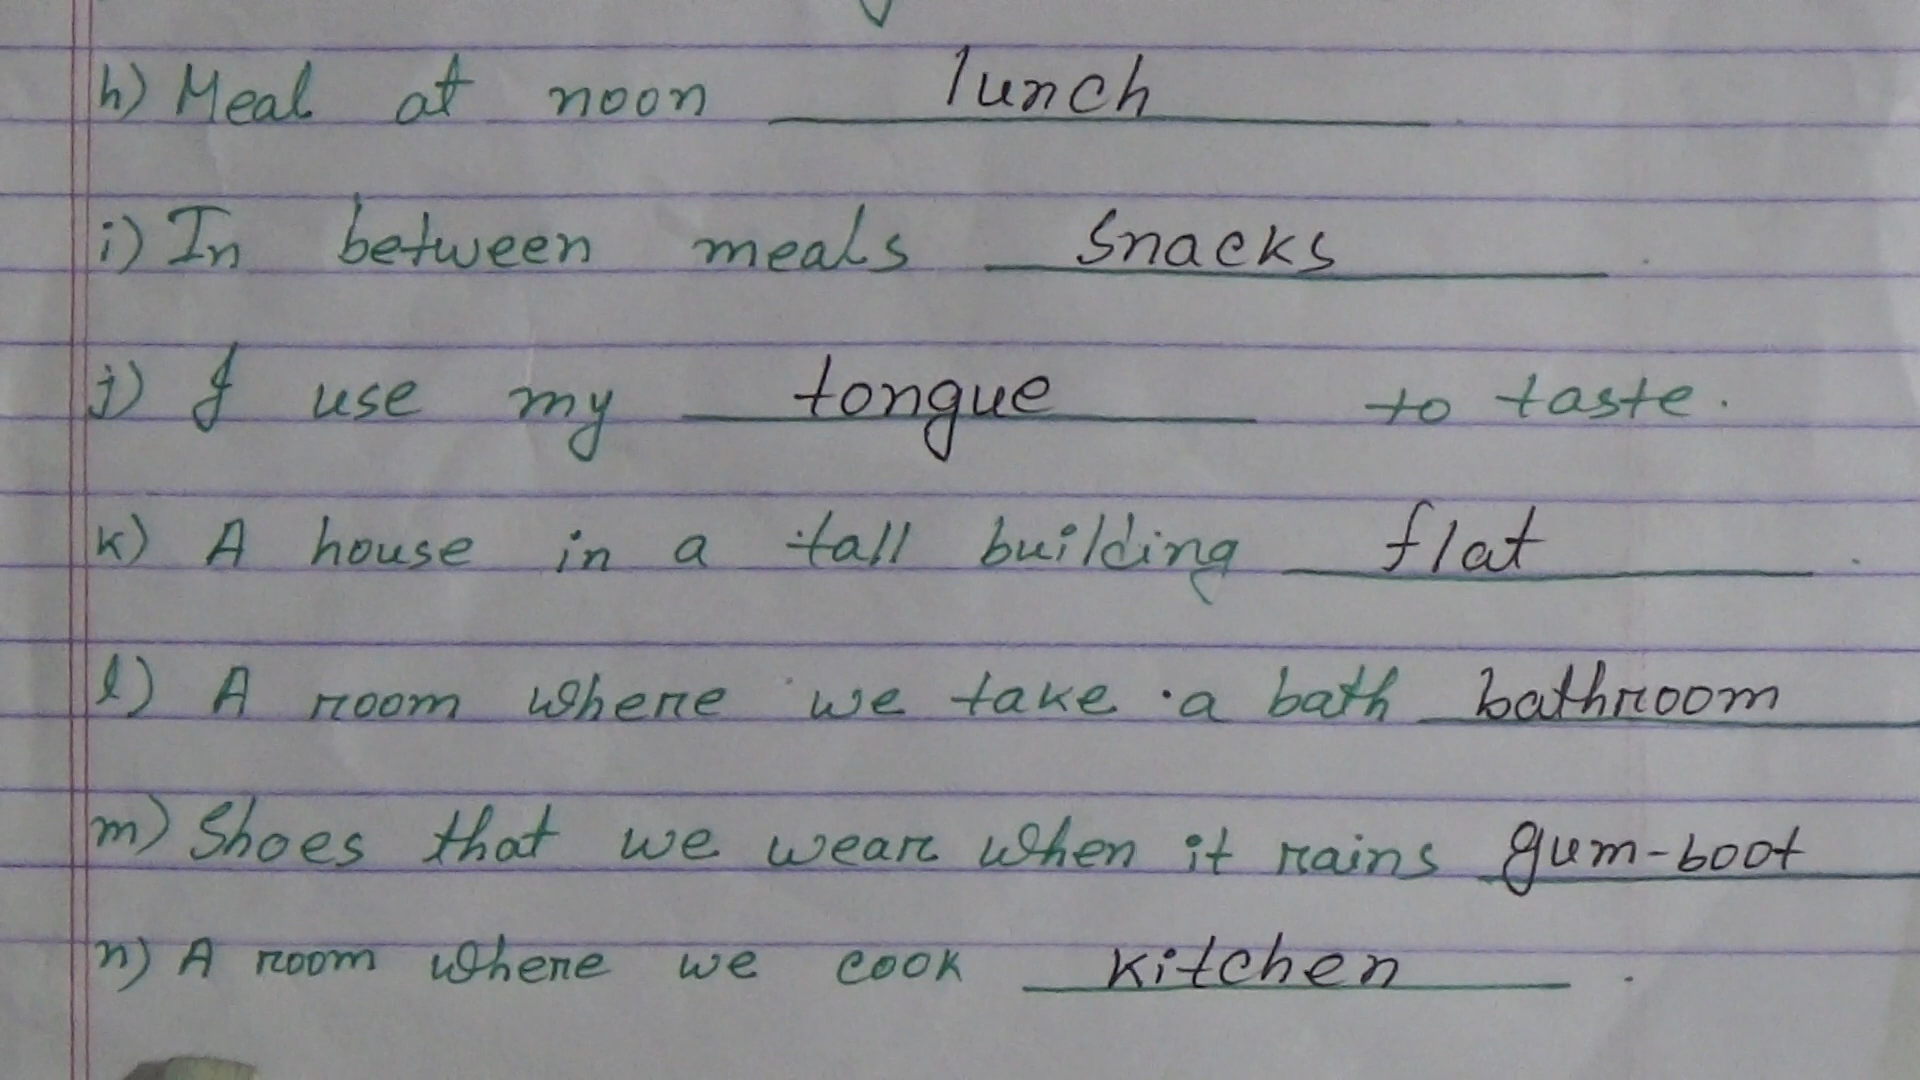 h) Meal at noon lunch
i) In between meals snacks.
j) I use my tongue to taste.
k) A house in a tall building flat.
l) A room where we take a bath bathroom
m) Shoes that we wear when it rains gum-boot
n) A room where we cook kitchen.